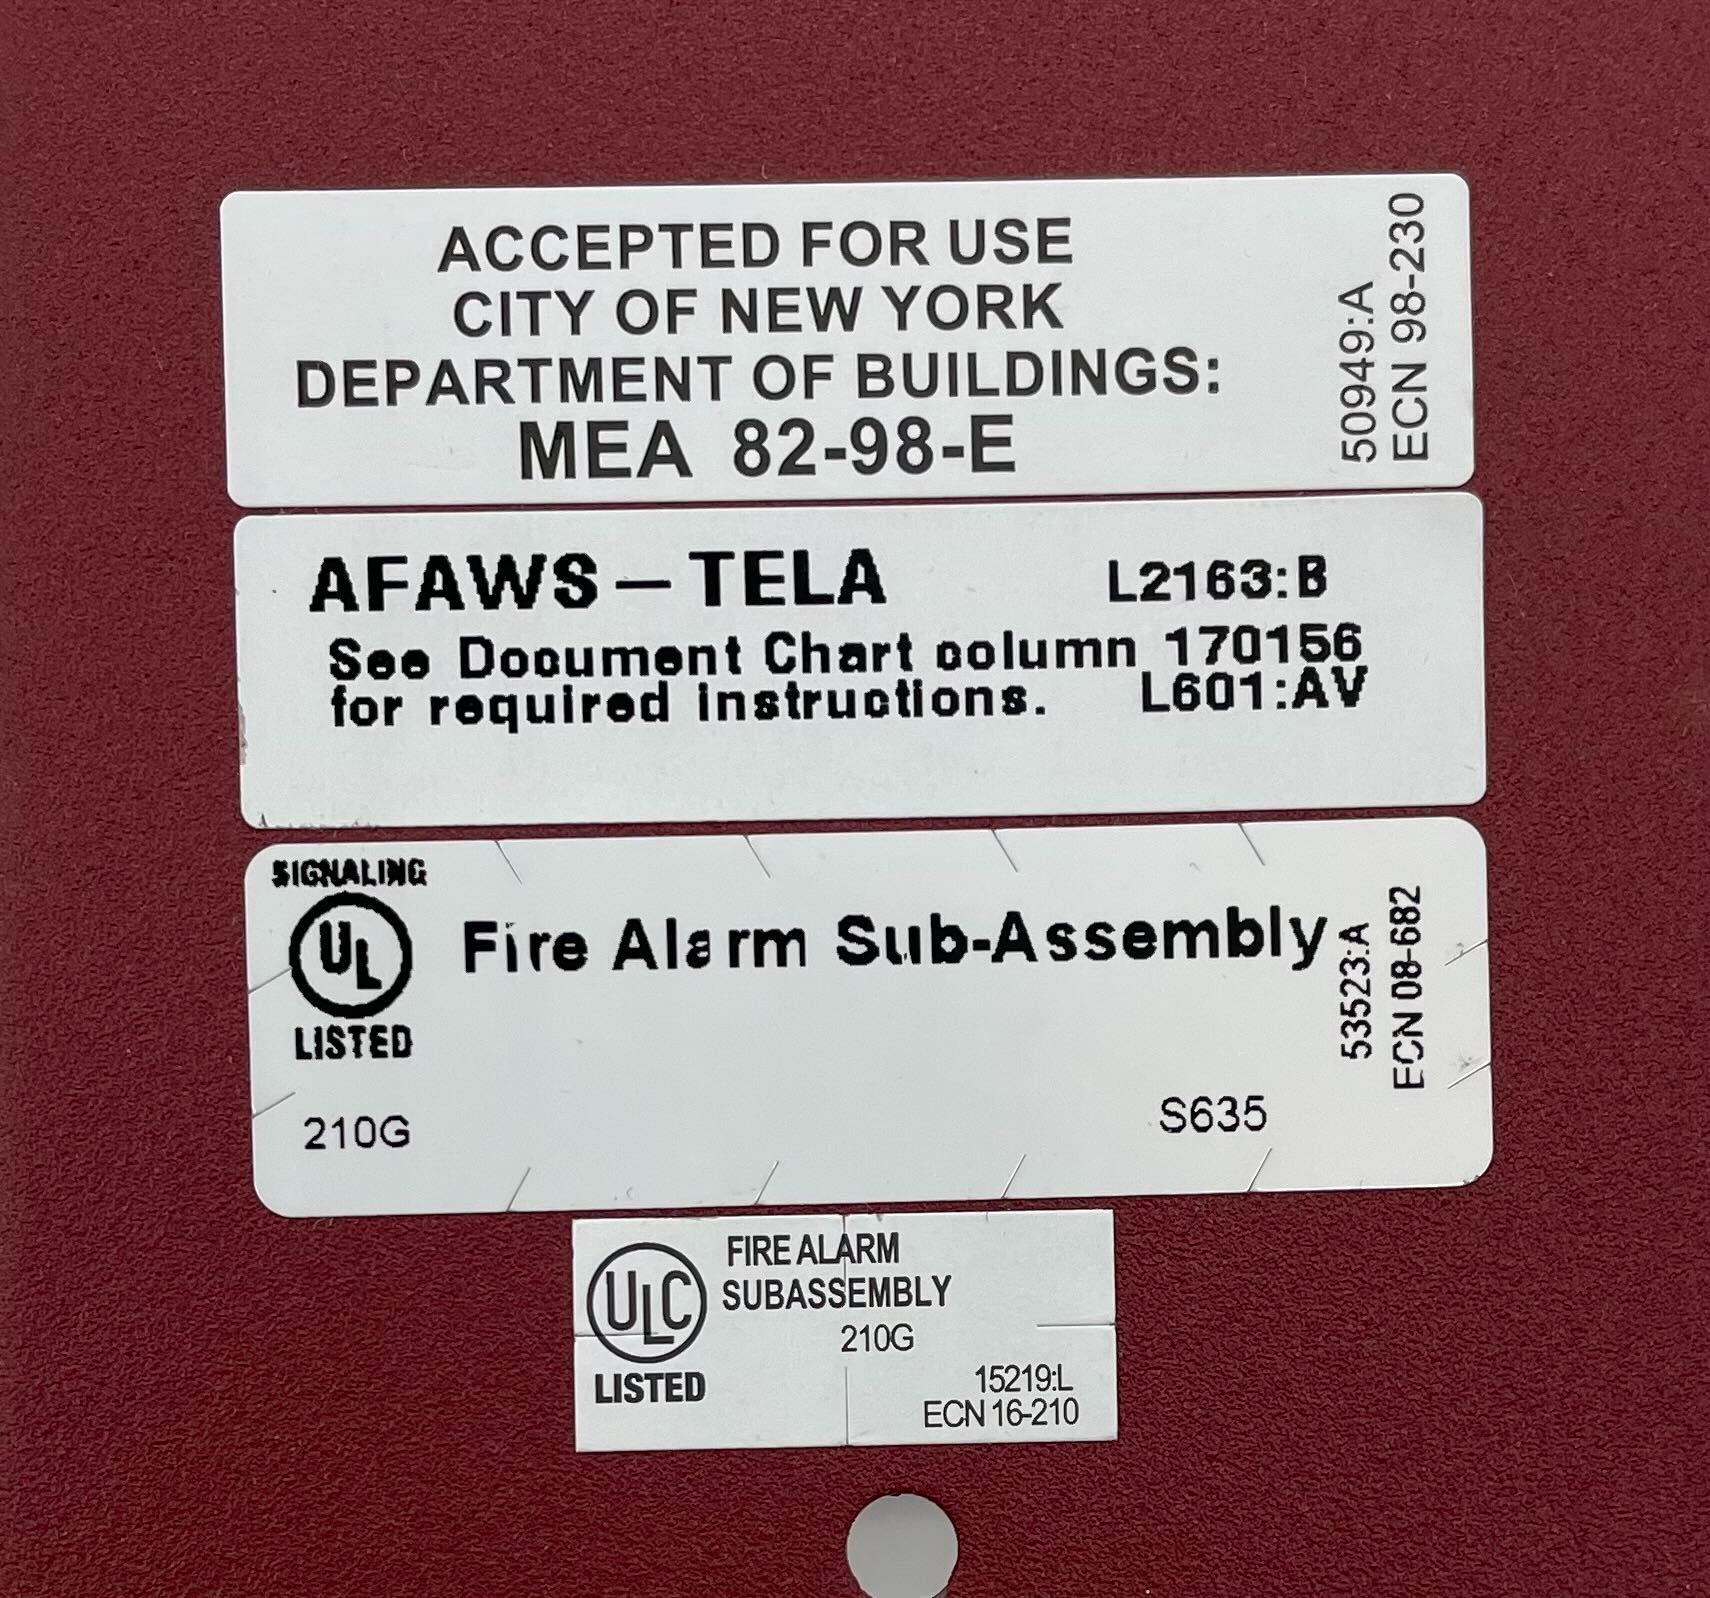 ACCEPTED FOR USE
CITY OF NEW YORK
DEPARTMENT OF BUILDINGS:
MEA 82-98-E
50949:A
ECN 98-230
AFAWS – TELA L2163:B
See Document Chart column 170156
for required instructions. L601:AV
SIGNALING
UL
LISTED
210G
Fire Alarm Sub-Assembly
S635
53523:A
ECN 08-682
ULC
LISTED
FIRE ALARM
SUBASSEMBLY
210G
15219:L
ECN 16-210